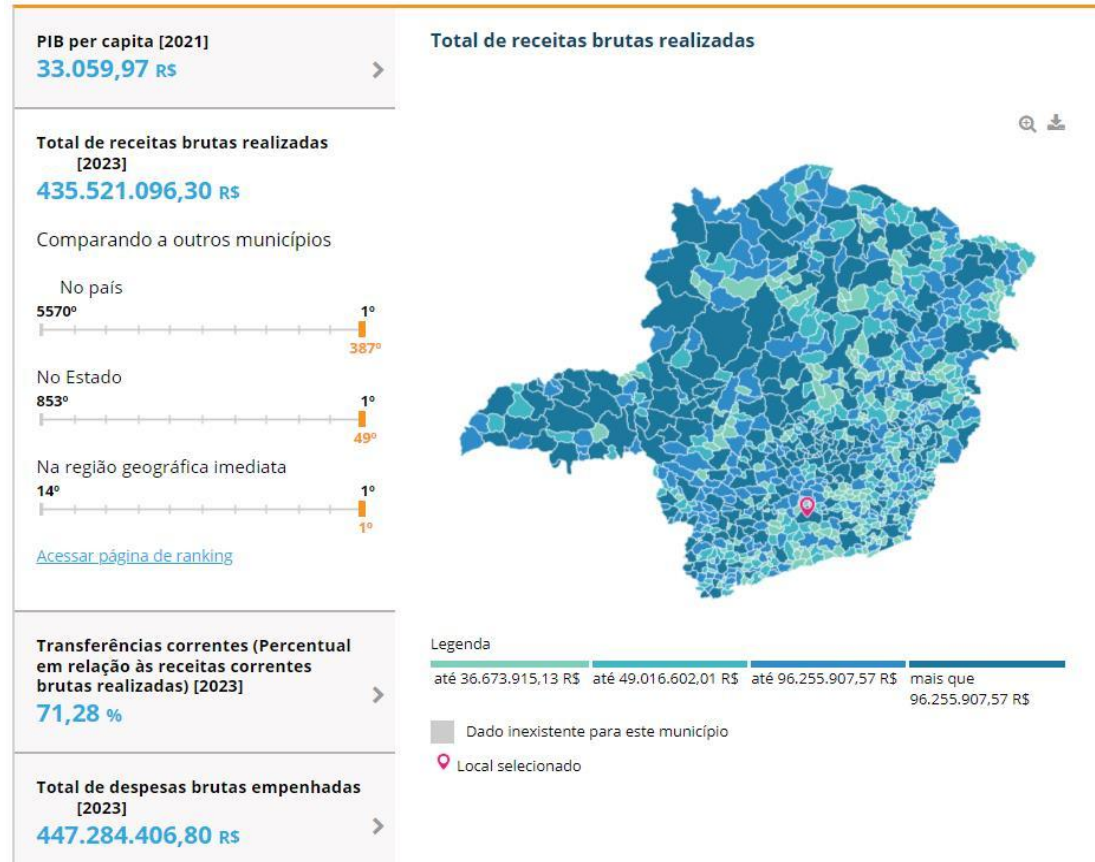 PIB per capita [2021]
33.059,97 R$
Total de receitas brutas realizadas
[2023]
435.521.096,30 R$
Comparando a outros municípios
No país
5570º 1º
387º
No Estado
853º 1º
49º
Na região geográfica imediata
14º 1º
1º
Acessar página de ranking
Transferências correntes (Percentual
em relação às receitas correntes
brutas realizadas) [2023]
71,28 %
Total de despesas brutas empenhadas
[2023]
447.284.406,80 R$
Total de receitas brutas realizadas
Legenda
até 36.673.915,13 R$ até 49.016.602,01 R$ até 96.255.907,57 R$ mais que
96.255.907,57 R$
Dado inexistente para este município
Local selecionado